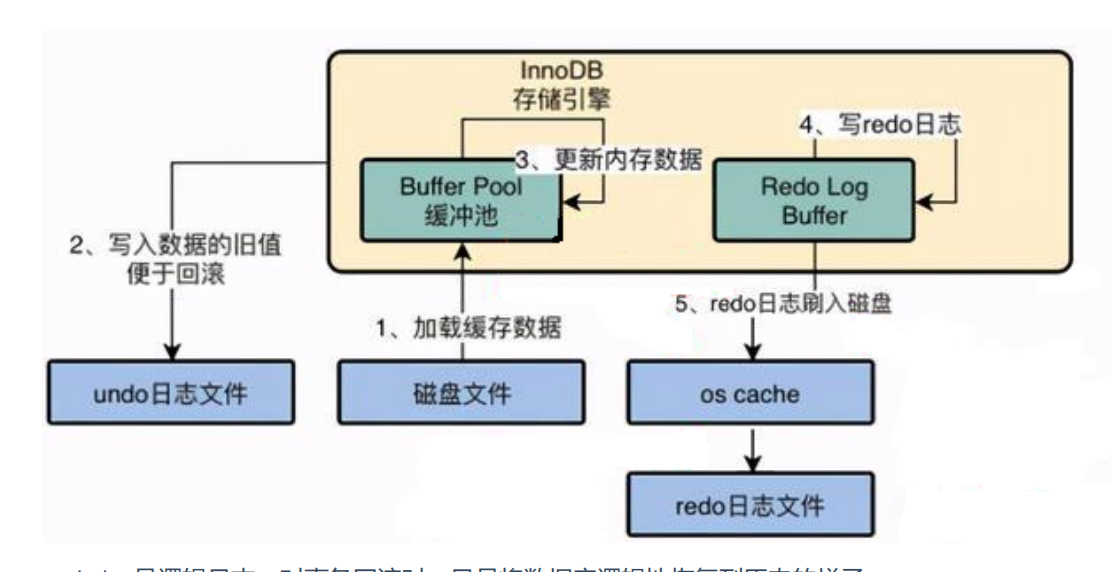 InnoDB
存储引擎
4、写redo日志
3、更新内存数据
Buffer Pool
缓冲池
Redo Log
Buffer
2、写入数据的旧值
便于回滚
5、redo日志刷入磁盘
1、加载缓存数据
undo日志文件
磁盘文件
os cache
redo日志文件